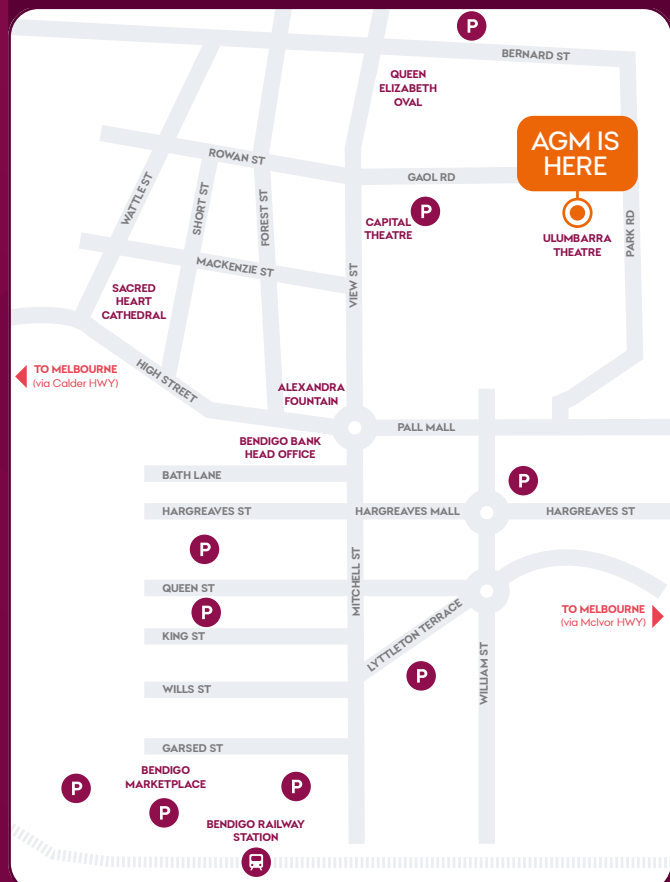 P
BERNARD ST
QUEEN
ELIZABETH
OVAL
AGM IS
HERE
ROWAN ST
GAOL RD
WATTLE ST
SHORT ST
FOREST ST
P
CAPITAL
THEATRE
ULUMBARRA
THEATRE
PARK RD
MACKENZIE ST
VIEW ST
SACRED
HEART
CATHEDRAL
TO MELBOURNE
(via Calder HWY)
HIGH STREET
ALEXANDRA
FOUNTAIN
PALL MALL
BENDIGO BANK
HEAD OFFICE
BATH LANE
P
HARGREAVES ST
HARGREAVES MALL
HARGREAVES ST
P
MITCHELL ST
QUEEN ST
P
TO MELBOURNE
(via McIvor HWY)
KING ST
LYTTLETON TERRACE
WILLIAM ST
P
WILLS ST
GARSED ST
BENDIGO
MARKETPLACE
P
P
P
BENDIGO RAILWAY
STATION